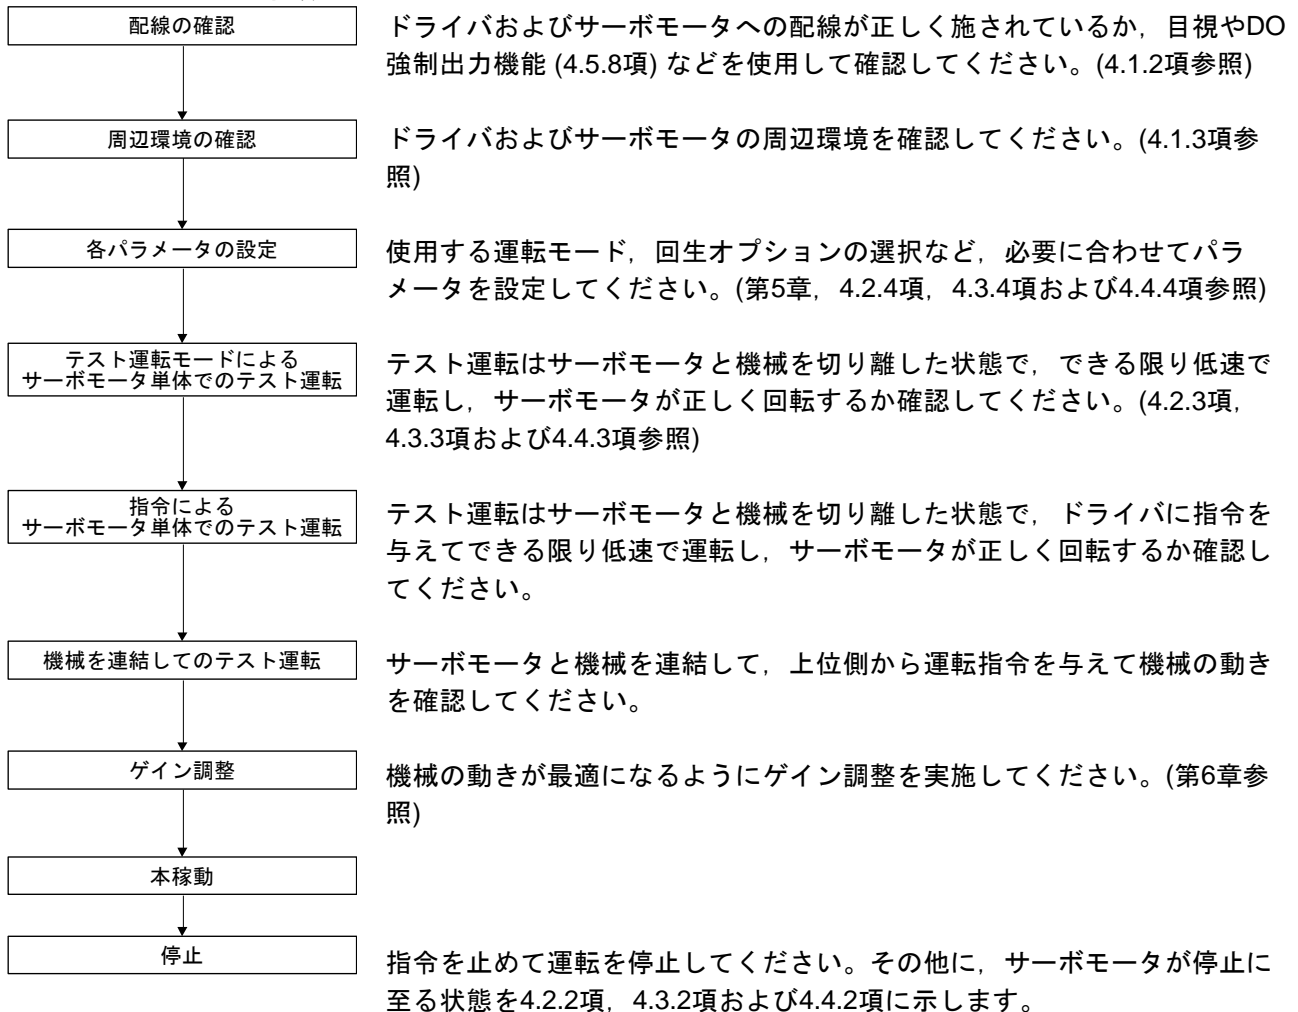 配線の確認
ドライバおよびサーボモータへの配線が正しく施されているか，目視やDO
強制出力機能 (4.5.8項) などを使用して確認してください。(4.1.2項参照)
周辺環境の確認
ドライバおよびサーボモータの周辺環境を確認してください。(4.1.3項参
照)
各パラメータの設定
使用する運転モード，回生オプションの選択など，必要に合わせてパラ
メータを設定してください。(第5章，4.2.4項，4.3.4項および4.4.4項参照)
テスト運転モードによる
サーボモータ単体でのテスト運転
テスト運転はサーボモータと機械を切り離した状態で，できる限り低速で
運転し，サーボモータが正しく回転するか確認してください。(4.2.3項，
4.3.3項および4.4.3項参照)
指令による
サーボモータ単体でのテスト運転
テスト運転はサーボモータと機械を切り離した状態で，ドライバに指令を
与えてできる限り低速で運転し，サーボモータが正しく回転するか確認し
てください。
機械を連結してのテスト運転
サーボモータと機械を連結して，上位側から運転指令を与えて機械の動き
を確認してください。
ゲイン調整
機械の動きが最適になるようにゲイン調整を実施してください。(第6章参
照)
本稼動
停止
指令を止めて運転を停止してください。その他に，サーボモータが停止に
至る状態を4.2.2項，4.3.2項および4.4.2項に示します。